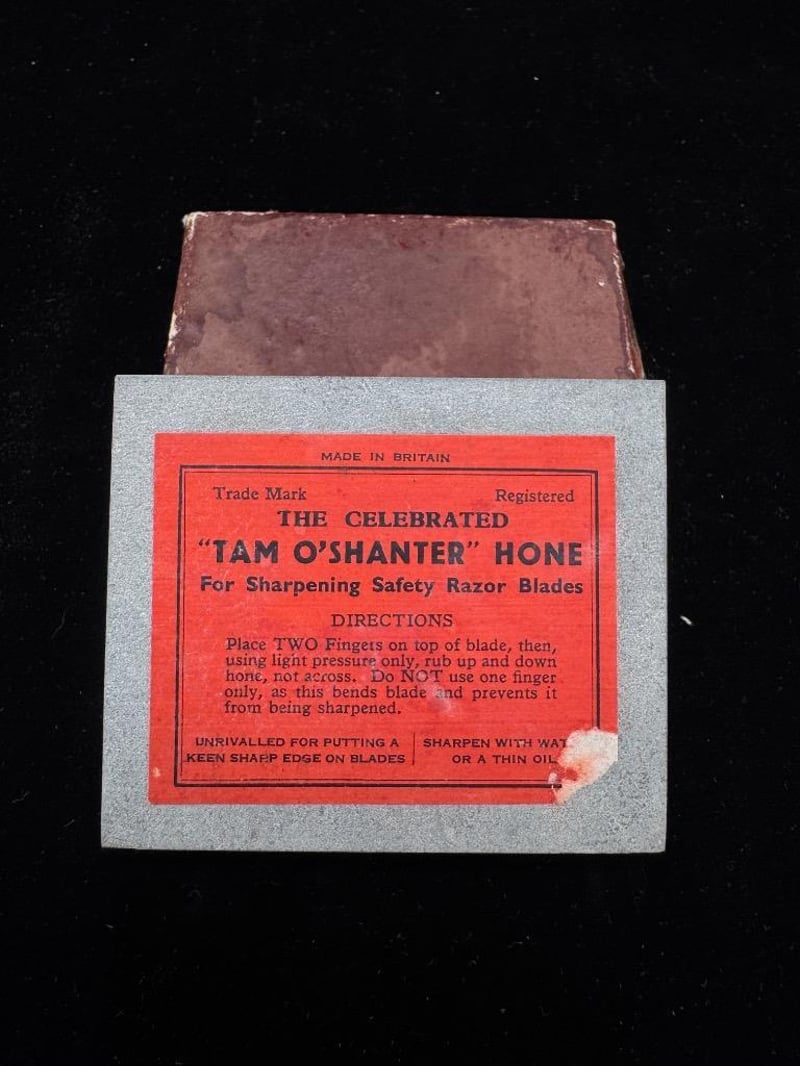 MADE IN BRITAIN
Trade Mark Registered
THE CELEBRATED
"TAM O'SHANTER" HONE
For Sharpening Safety Razor Blades
DIRECTIONS
Place TWO Fingers on top of blade, then,
using light pressure only, rub up and down
hone, not across. Do NOT use one finger
only, as this bends blade and prevents it
from being sharpened.
UNRIVALLED FOR PUTTING A
KEEN SHARP EDGE ON BLADES
SHARPEN WITH
OR A THIN OIL